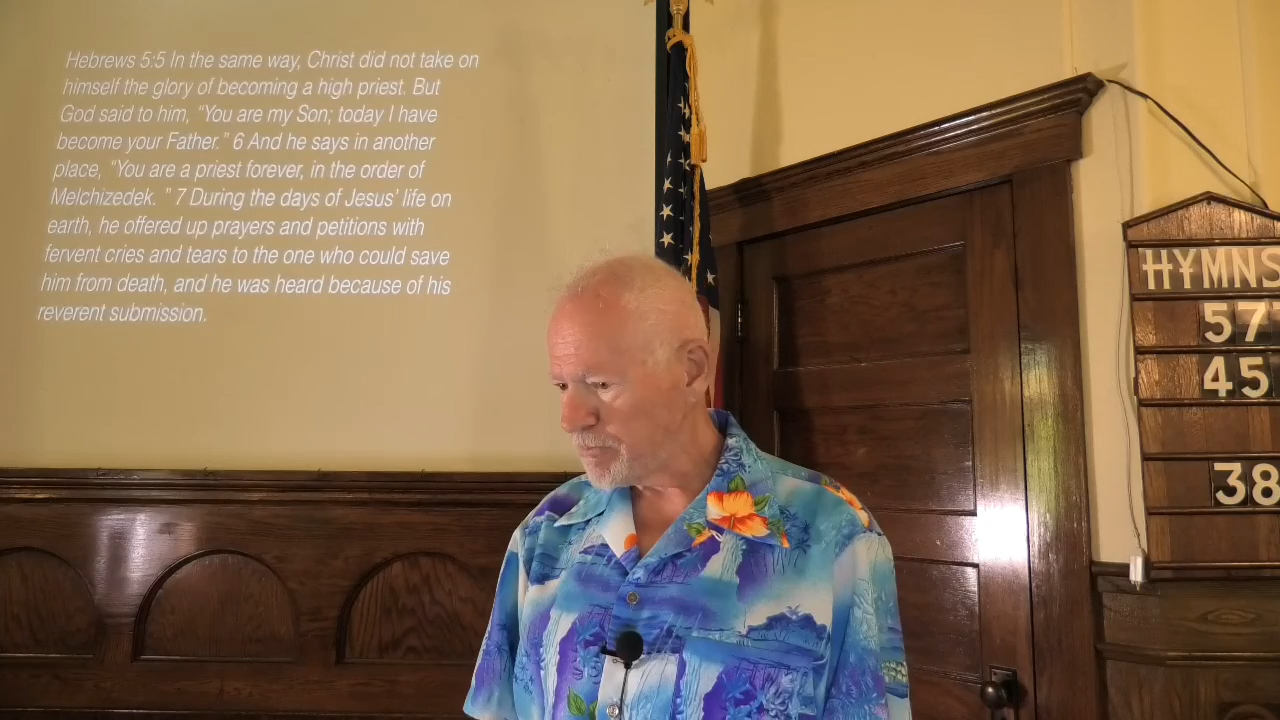 Hebrews 5:5 In the same way, Christ did not take on
himself the glory of becoming a high priest. But
God said to him, “You are my Son; today I have
become your Father.” 6 And he says in another
place, “You are a priest forever, in the order of
Melchizedek. ” 7 During the days of Jesus’ life on
earth, he offered up prayers and petitions with
fervent cries and tears to the one who could save
him from death, and he was heard because of his
reverent submission.
HYMNS
57
45
38